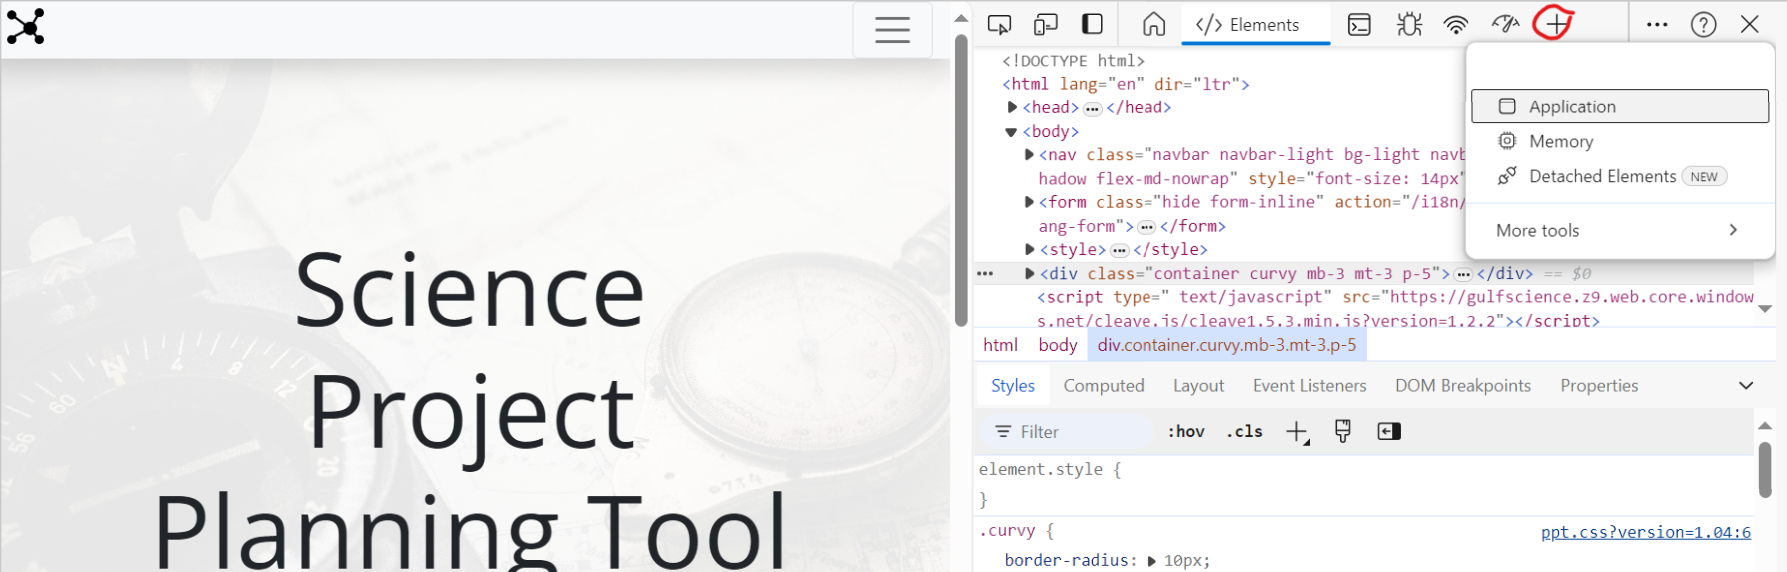 Science
Project
Planning Tool
Elements
Application
Memory
Detached Elements NEW
More tools
<!DOCTYPE html>
<html lang="en" dir="ltr">
<head> ••• </head>
<body>
<nav class="navbar navbar-light bg-light navb
hadow flex-md-nowrap" style="font-size: 14px"
<form class="hide form-inline" action="/i18n/
ang-form"> ••• </form>
<style> ••• </style>
••• <div class="container curvy mb-3 mt-3 p-5"> ••• </div> == $0
<script type=" text/javascript" src="https://gulfscience.z9.web.core.window
s.net/cleave.js/cleave1.5.3.min.js?version=1.2.2"></script>
html body div.container.curvy.mb-3.mt-3.p-5
Styles Computed Layout Event Listeners DOM Breakpoints Properties
Filter :hov .cls
element.style {
}
.curvy { ppt.css?version=1.04:6
border-radius: 10px;